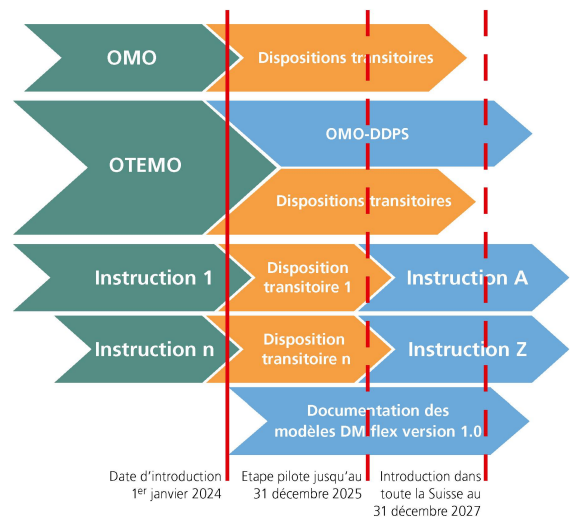 OMO
Dispositions transitoires
OMO-DDPS
OTEMO
Dispositions transitoires
Instruction 1
Disposition
transitoire 1
Instruction A
Instruction n
Disposition
transitoire n
Instruction Z
Documentation des
modèles DM.flex version 1.0
Date d’introduction
1er janvier 2024
Etape pilote jusqu’au
31 décembre 2025
Introduction dans
toute la Suisse au
31 décembre 2027